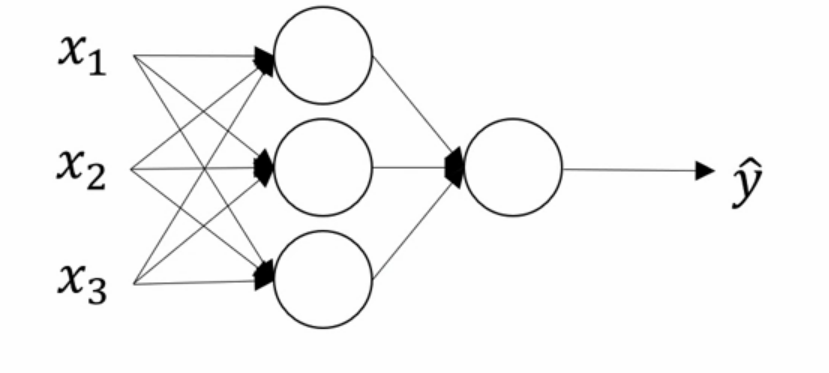 x₁
x₂
ŷ
x₃